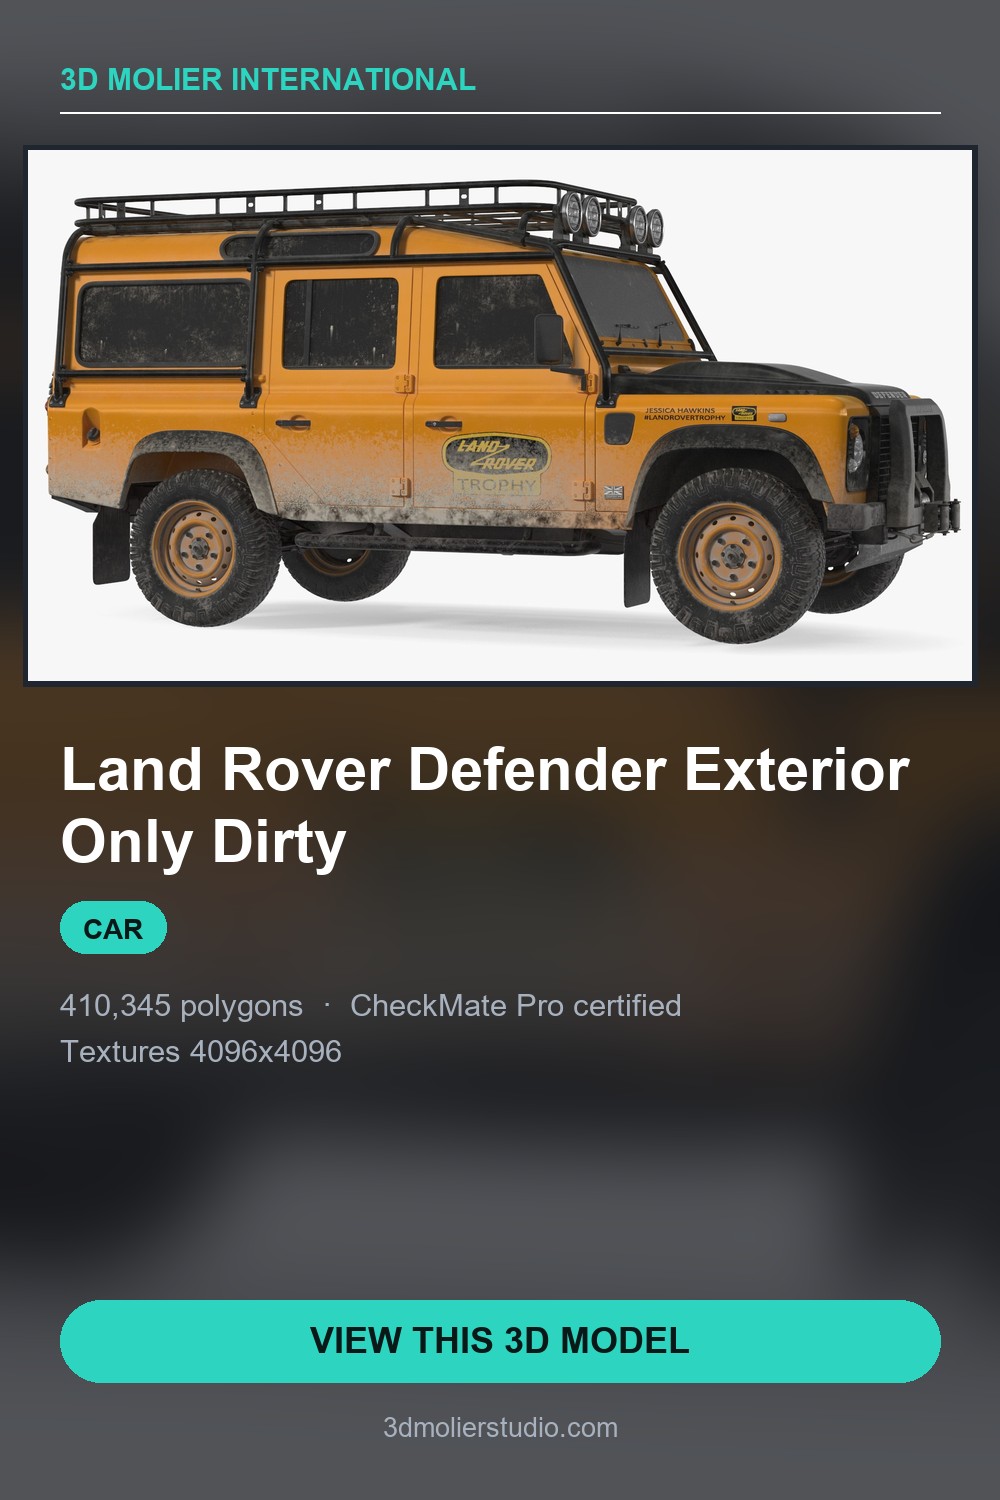 3D MOLIER INTERNATIONAL
DEFENDER
JESSICA HAWKINS
#LANDROVERTROPHY
LAND
ROVER
TROPHY
Land Rover Defender Exterior
Only Dirty
CAR
410,345 polygons · CheckMate Pro certified
Textures 4096x4096
VIEW THIS 3D MODEL
3dmolierstudio.com